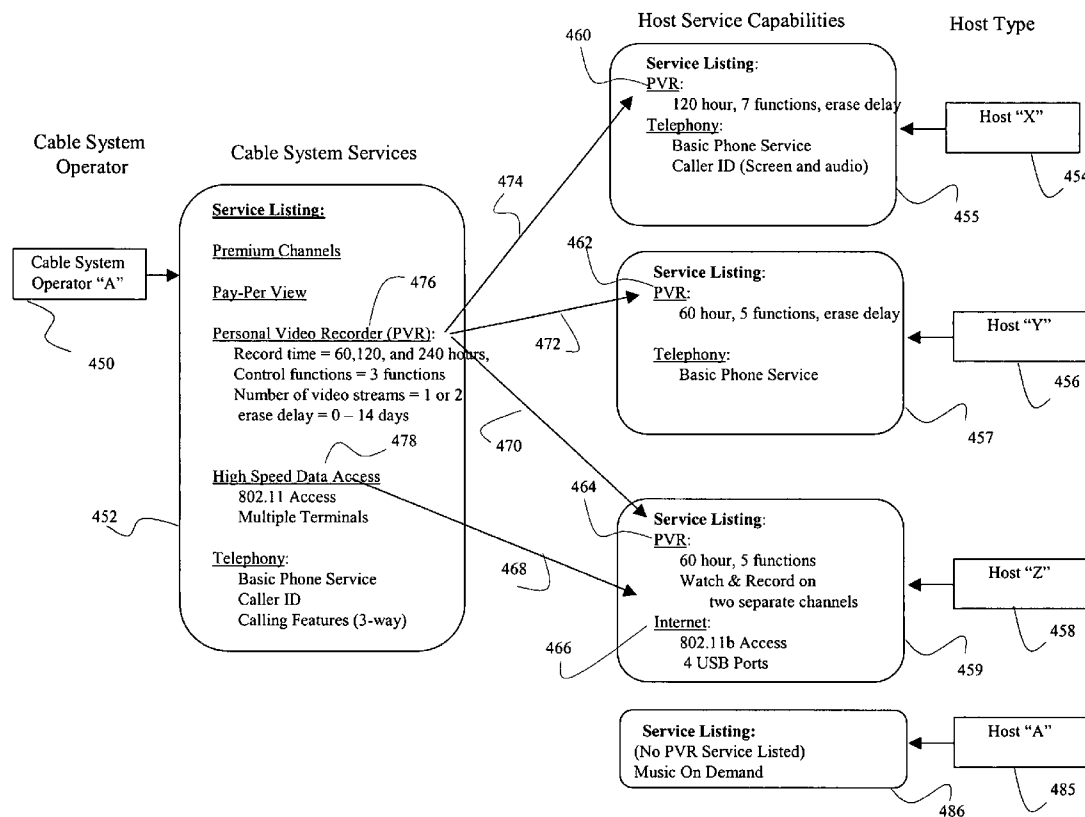 Host Service Capabilities
Host Type
Cable System
Operator
Cable System Services
450
Cable System
Operator "A"
452
Service Listing:
Premium Channels
Pay-Per View
476
Personal Video Recorder (PVR):
Record time = 60,120, and 240 hours,
Control functions = 3 functions
Number of video streams = 1 or 2
erase delay = 0 – 14 days
478
High Speed Data Access
802.11 Access
Multiple Terminals
Telephony:
Basic Phone Service
Caller ID
Calling Features (3-way)
474
472
470
468
460
Service Listing:
PVR:
120 hour, 7 functions, erase delay
Telephony:
Basic Phone Service
Caller ID (Screen and audio)
455
Host "X"
454
462
Service Listing:
PVR:
60 hour, 5 functions, erase delay
Telephony:
Basic Phone Service
457
Host "Y"
456
464
Service Listing:
PVR:
60 hour, 5 functions
Watch & Record on
two separate channels
Internet:
802.11b Access
4 USB Ports
466
459
Host "Z"
458
Service Listing:
(No PVR Service Listed)
Music On Demand
486
Host "A"
485